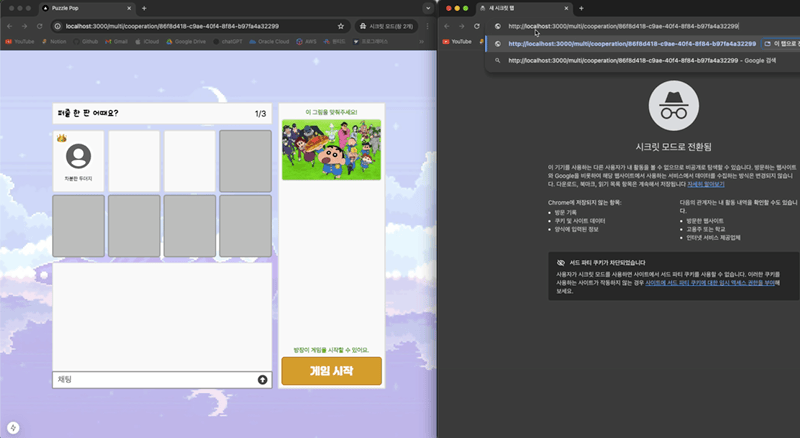 Puzzle Pop
localhost:3000/multi/cooperation/86f8d418-c9ae-40f4-8f84-b97fa4a32299
시크릿 모드(창 2개)
YouTube
Notion
Github
M Gmail
iCloud
Google Drive
chatGPT
Oracle Cloud
AWS
벨로그
프로그래머스
퍼즐 한 판 어때요?
1/3
이 그림을 맞춰주세요!
방장이 게임을 시작할 수 있어요.
게임 시작
채팅
새 시크릿 탭
http://localhost:3000/multi/cooperation/86f8d418-c9ae-40f4-8f84-b97fa4a32299
YouTube
http://localhost:3000/multi/cooperation/86f8d418-c9ae-40f4-8f84-b97fa4a32299
이 탭으로 전
http://localhost:3000/multi/cooperation/86f8d418-c9ae-40f4-8f84-b97fa4a32299 - Google 검색
시크릿 모드로 전환됨
이 기기를 사용하는 다른 사용자가 내 활동을 볼 수 없으므로 비공개로 탐색할 수 있습니다. 방문하는 웹사이트
와 Google을 비롯하여 해당 웹사이트에서 사용하는 서비스에서 데이터를 수집하는 방식은 변경되지 않습니
다. 다운로드, 북마크, 읽기 목록 항목은 계속해서 저장됩니다 자세히 알아보기
Chrome에 저장되지 않는 항목:
방문 기록
쿠키 및 사이트 데이터
양식에 입력된 정보
다음의 관계자는 내 활동 내역을 확인할 수도 있습니다
다.
방문한 웹사이트
고용주 또는 학교
인터넷 서비스 제공업체
서드 파티 쿠키가 차단되었습니다
사용자가 시크릿 모드를 사용하면 사이트에서 서드 파티 쿠키를 사용할 수 없습니다. 이러한 쿠키를
사용하는 사이트가 작동하지 않는 경우 사이트에 서드 파티 쿠키에 대한 임시 액세스 권한을 부여해
보세요.